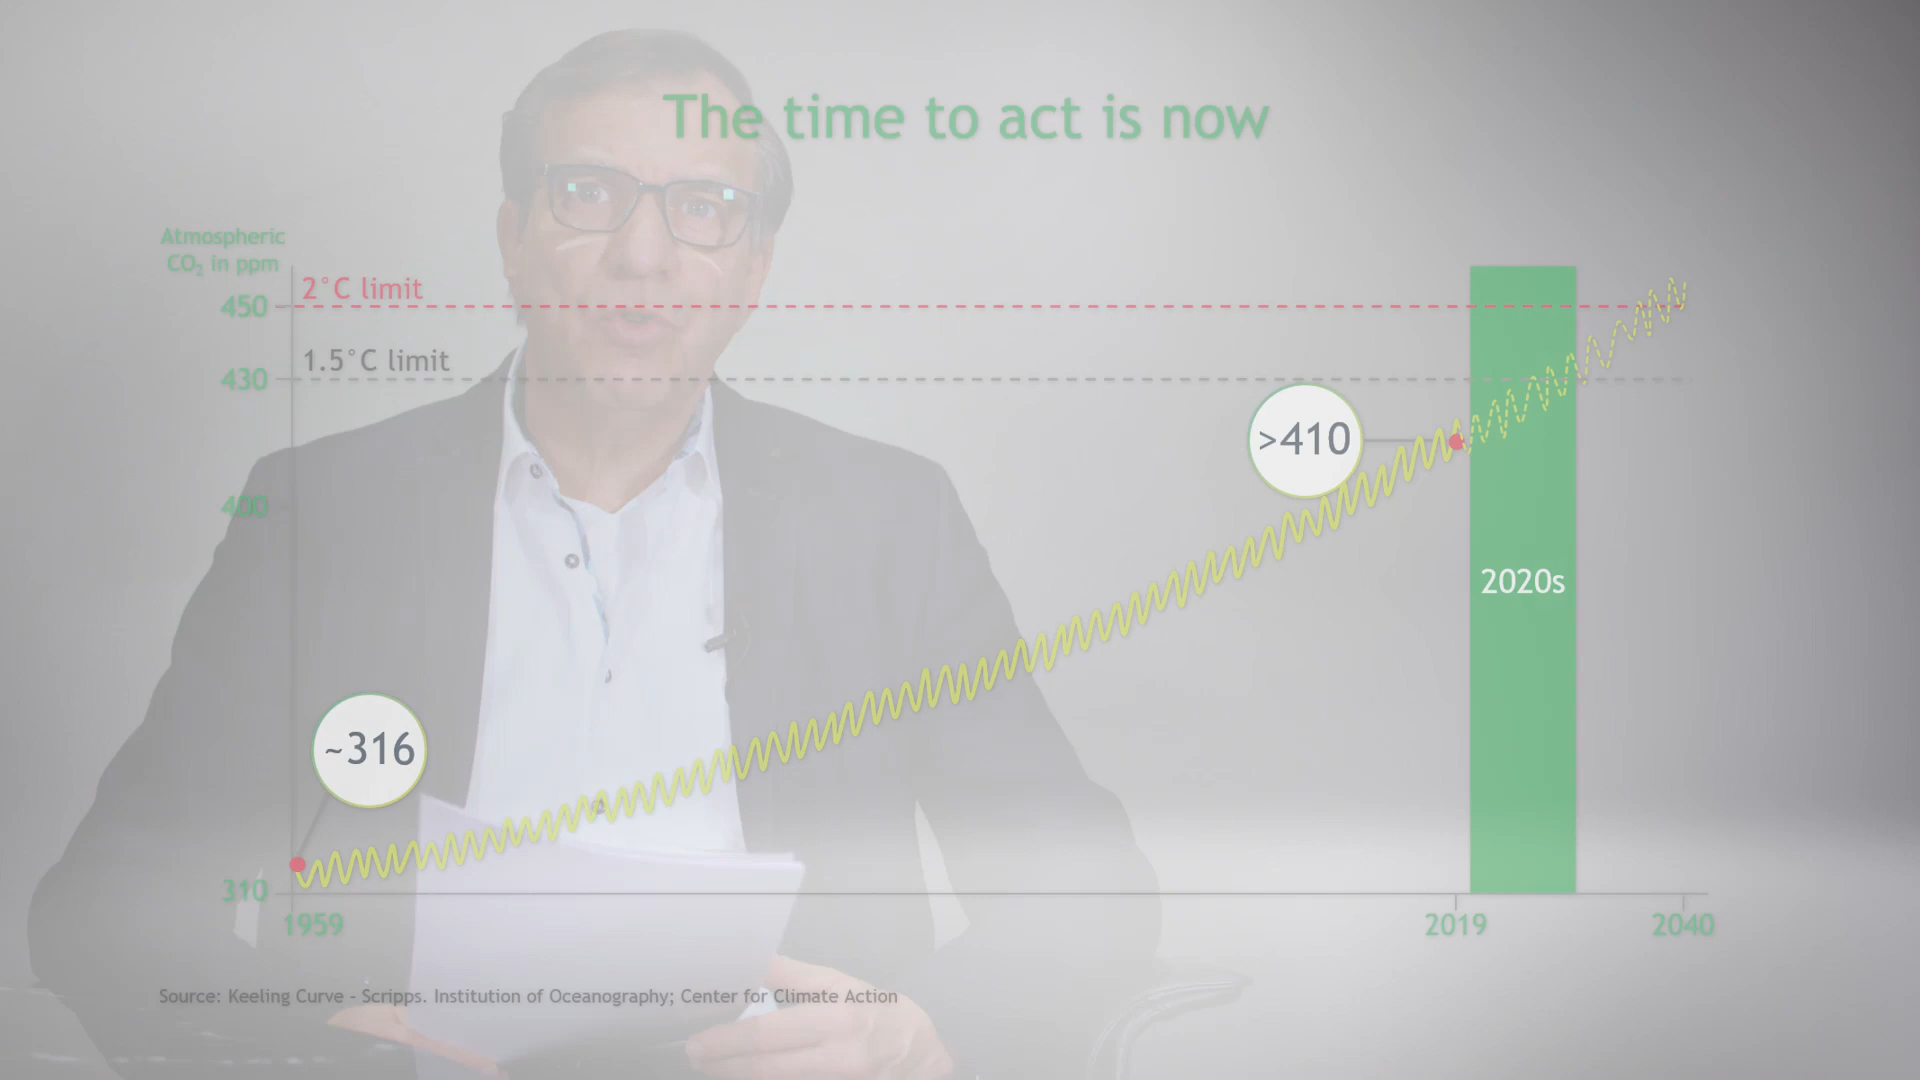 The time to act is now
Atmospheric
CO₂ in ppm
2°C limit
450
1.5°C limit
430
>410
400
2020s
~316
310
1959
2019
2040
Source: Keeling Curve - Scripps. Institution of Oceanography; Center for Climate Action